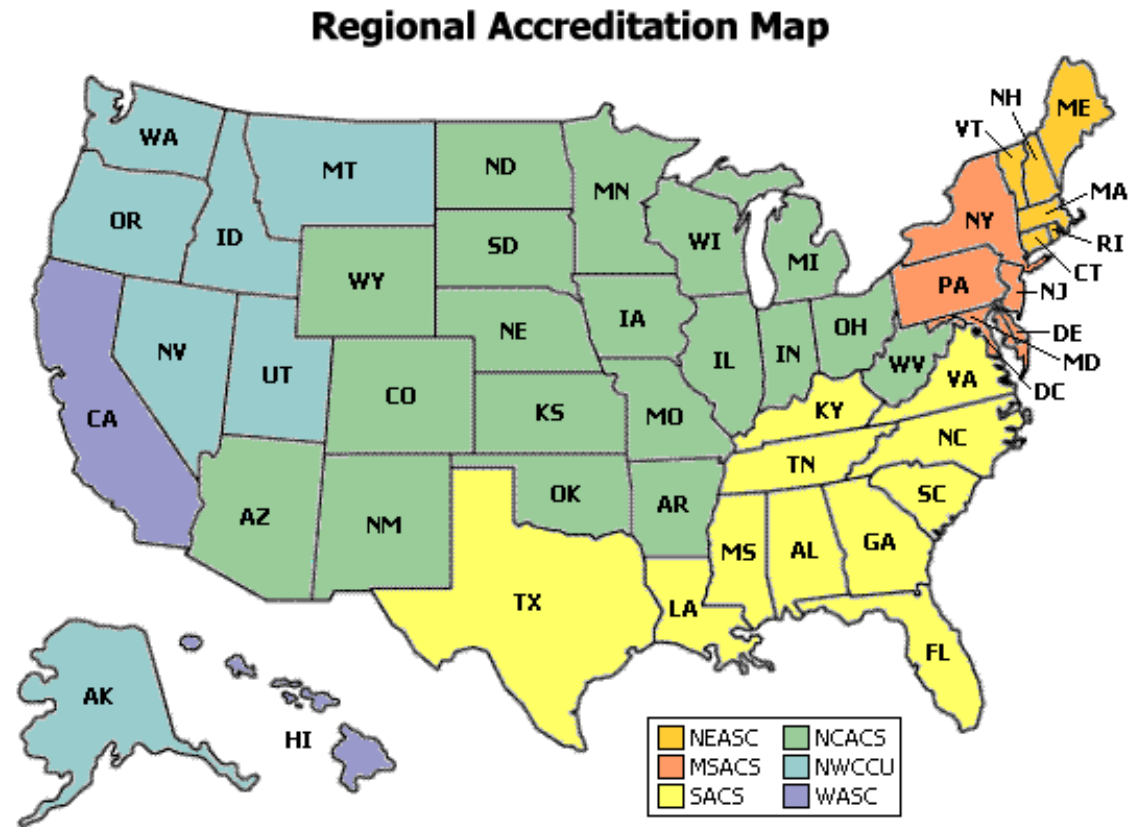 Regional Accreditation Map
NH
ME
VT
WA
MT
ND
MN
MA
OR
ID
NY
WI
SD
RI
MI
CT
WY
PA
NJ
IA
NE
OH
DE
NV
IL
IN
MD
UT
WV
VA
DC
CO
KS
KY
CA
MO
NC
TN
OK
SC
AZ
NM
AR
GA
MS
AL
TX
LA
FL
AK
HI
NEASC NCACS
MSACS NWCCU
SACS WASC